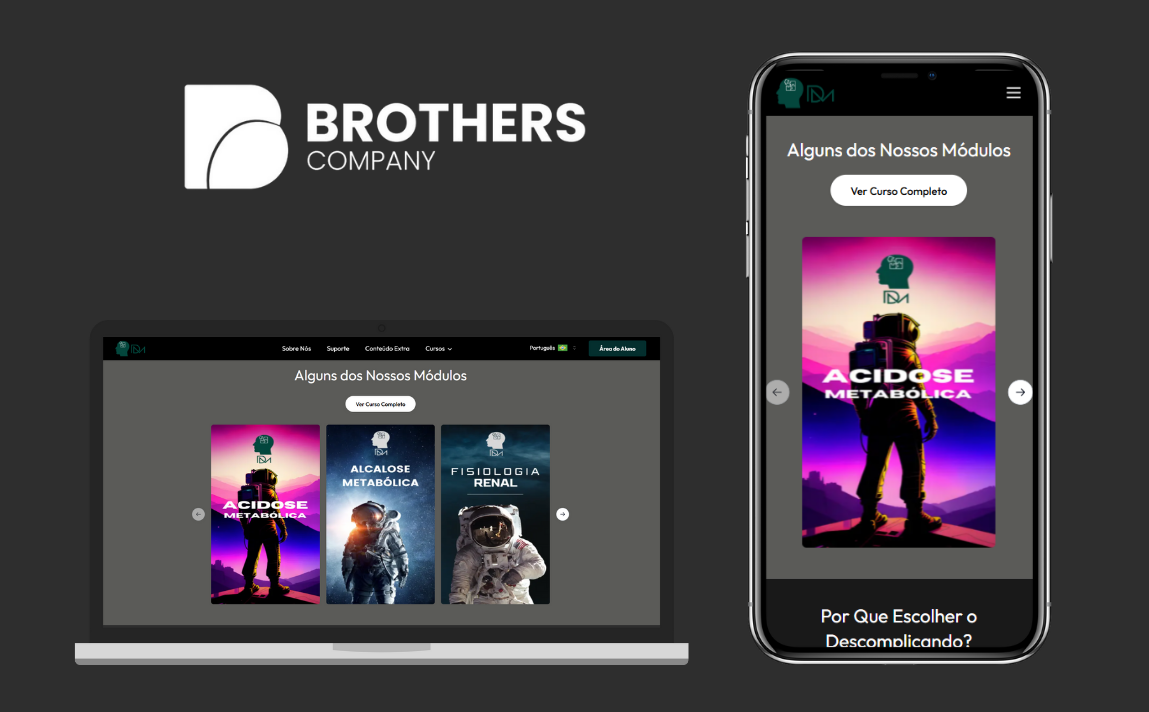 BROTHERS
COMPANY
Sobre Nós
Suporte
Conteúdo Extra
Cursos
Português
Área do Aluno
Alguns dos Nossos Módulos
Ver Curso Completo
ACIDOSE
METABÓLICA
ALCALOSE
METABÓLICA
FISIOLOGIA
RENAL
Alguns dos Nossos Módulos
Ver Curso Completo
ACIDOSE
METABÓLICA
Por Que Escolher o
Descomplicando?